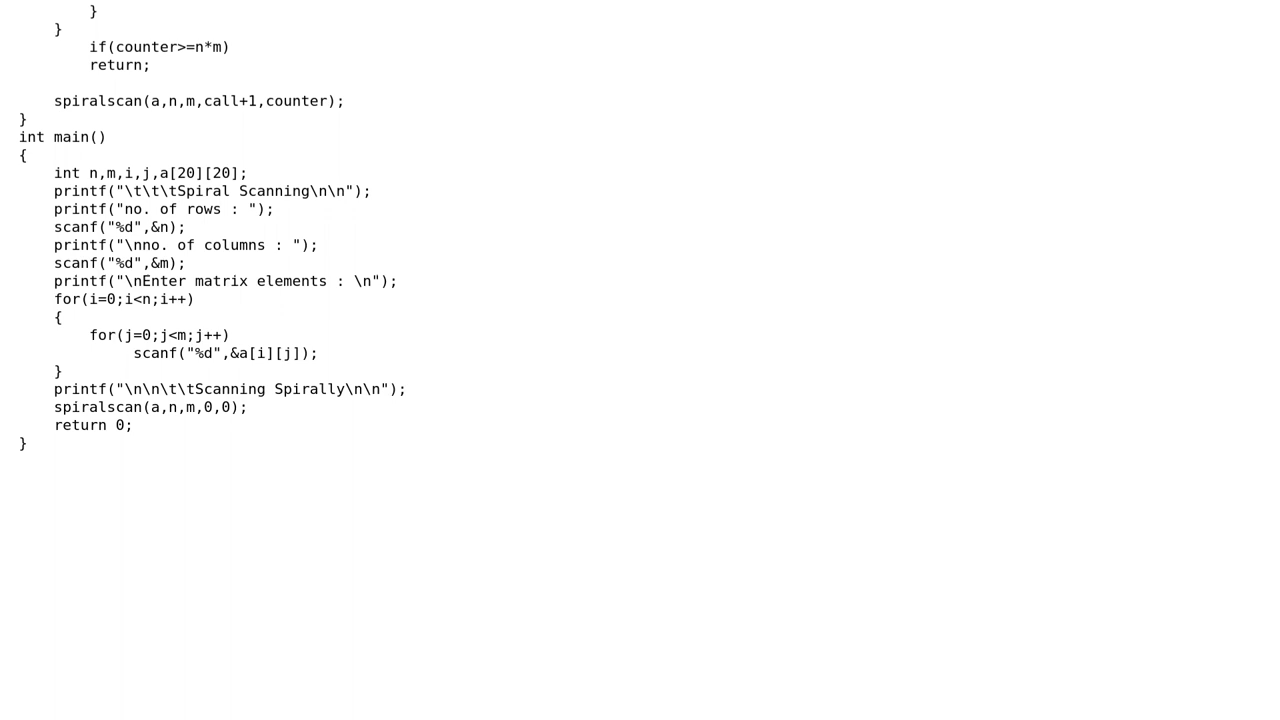 }
    }
        if(counter>=n*m)
        return;

    spiralscan(a,n,m,call+1,counter);
}
int main()
{
    int n,m,i,j,a[20][20];
    printf("\t\t\tSpiral Scanning\n\n");
    printf("no. of rows : ");
    scanf("%d",&n);
    printf("\nno. of columns : ");
    scanf("%d",&m);
    printf("\nEnter matrix elements : \n");
    for(i=0;i<n;i++)
    {
        for(j=0;j<m;j++)
             scanf("%d",&a[i][j]);
    }
    printf("\n\n\t\tScanning Spirally\n\n");
    spiralscan(a,n,m,0,0);
    return 0;
}